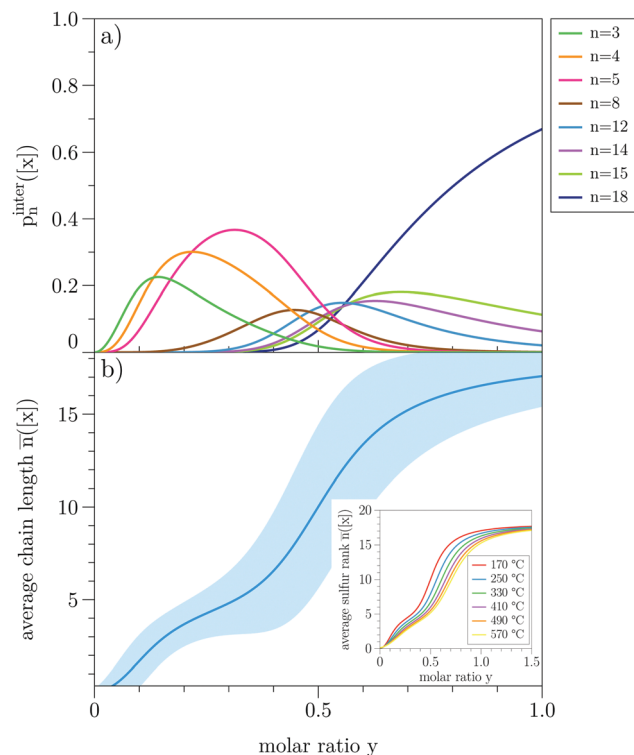 a)
1.0
0.8
0.6
0.4
0.2
0
p_n^inter([x])
n=3
n=4
n=5
n=8
n=12
n=14
n=15
n=18
b)
15
10
5
average chain length n̄([x])
0
0.5
1.0
molar ratio y
20
15
10
5
0
average sulfur rank n̄([x])
170 °C
250 °C
330 °C
410 °C
490 °C
570 °C
0
0.5
1.0
1.5
molar ratio y